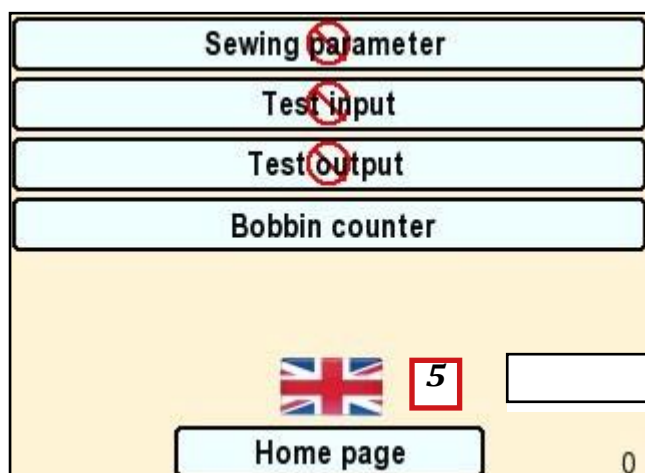 Sewing parameter
Test input
Test output
Bobbin counter
5
Home page
0